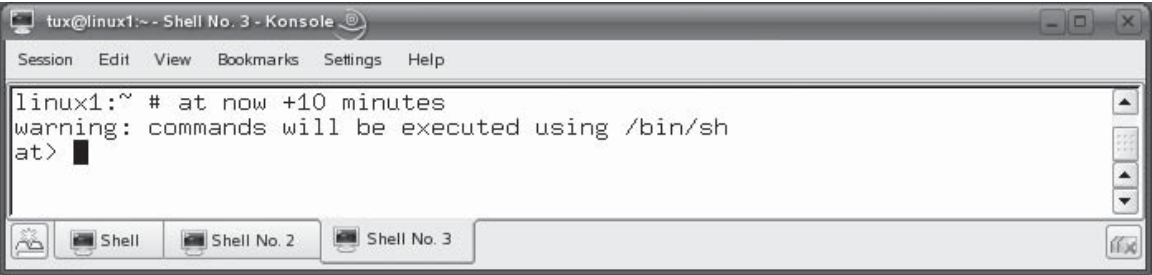 tux@linux1:~ - Shell No. 3 - Konsole
Session Edit View Bookmarks Settings Help
linux1:~ # at now +10 minutes
warning: commands will be executed using /bin/sh
at>
Shell Shell No. 2 Shell No. 3